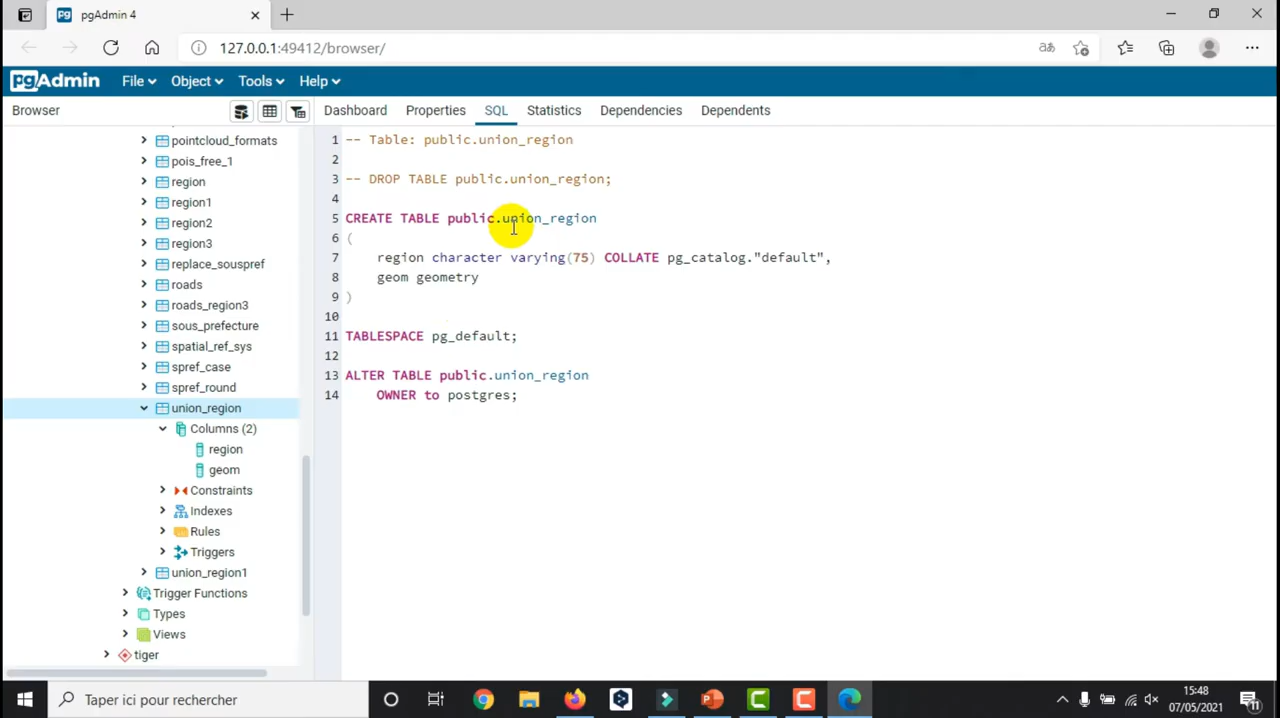 pgAdmin 4
127.0.0.1:49412/browser/
pgAdmin File Object Tools Help
Browser Dashboard Properties SQL Statistics Dependencies Dependents
pointcloud_formats
pois_free_1
region
region1
region2
region3
replace_souspref
roads
roads_region3
sous_prefecture
spatial_ref_sys
spref_case
spref_round
union_region
Columns (2)
region
geom
Constraints
Indexes
Rules
Triggers
union_region1
Trigger Functions
Types
Views
tiger
1 -- Table: public.union_region
2
3 -- DROP TABLE public.union_region;
4
5 CREATE TABLE public.union_region
6 (
7 region character varying(75) COLLATE pg_catalog."default",
8 geom geometry
9 )
10
11 TABLESPACE pg_default;
12
13 ALTER TABLE public.union_region
14 OWNER to postgres;
Taper ici pour rechercher
15:48
07/05/2021